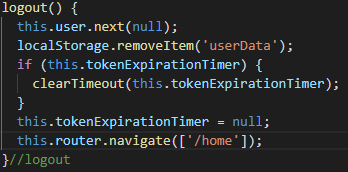 logout() {
  this.user.next(null);
  localStorage.removeItem('userData');
  if (this.tokenExpirationTimer) {
    clearTimeout(this.tokenExpirationTimer);
  }
  this.tokenExpirationTimer = null;
  this.router.navigate(['/home']);
}//logout